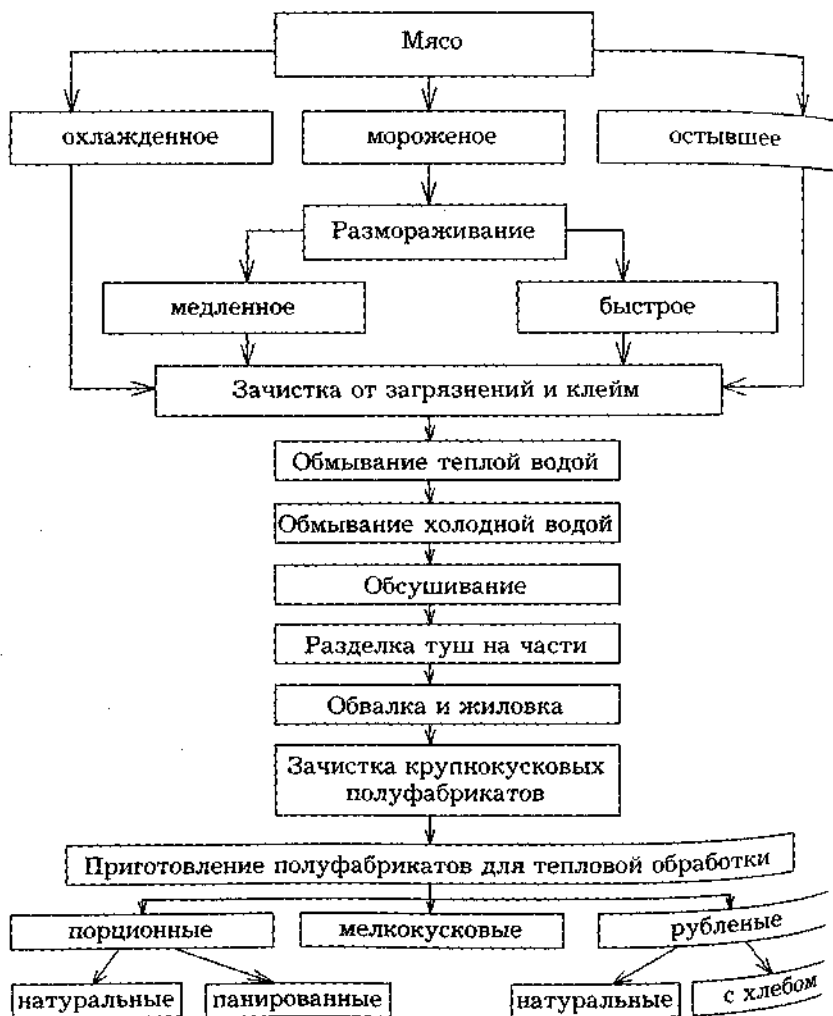 Мясо
охлажденное
мороженое
остывшее
Размораживание
медленное
быстрое
Зачистка от загрязнений и клейм
Обмывание теплой водой
Обмывание холодной водой
Обсушивание
Разделка туш на части
Обвалка и жиловка
Зачистка крупнокусковых
полуфабрикатов
Приготовление полуфабрикатов для тепловой обработки
порционные
мелкокусковые
рубленые
натуральные
панированные
натуральные
с хлебом